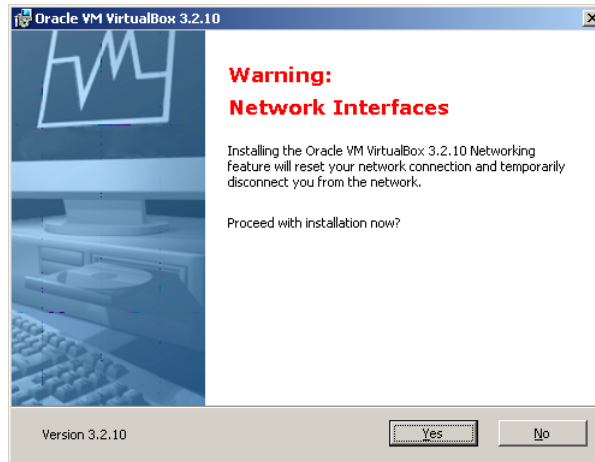 Oracle VM VirtualBox 3.2.10
Warning:
Network Interfaces
Installing the Oracle VM VirtualBox 3.2.10 Networking
feature will reset your network connection and temporarily
disconnect you from the network.
Proceed with installation now?
Version 3.2.10
Yes
No